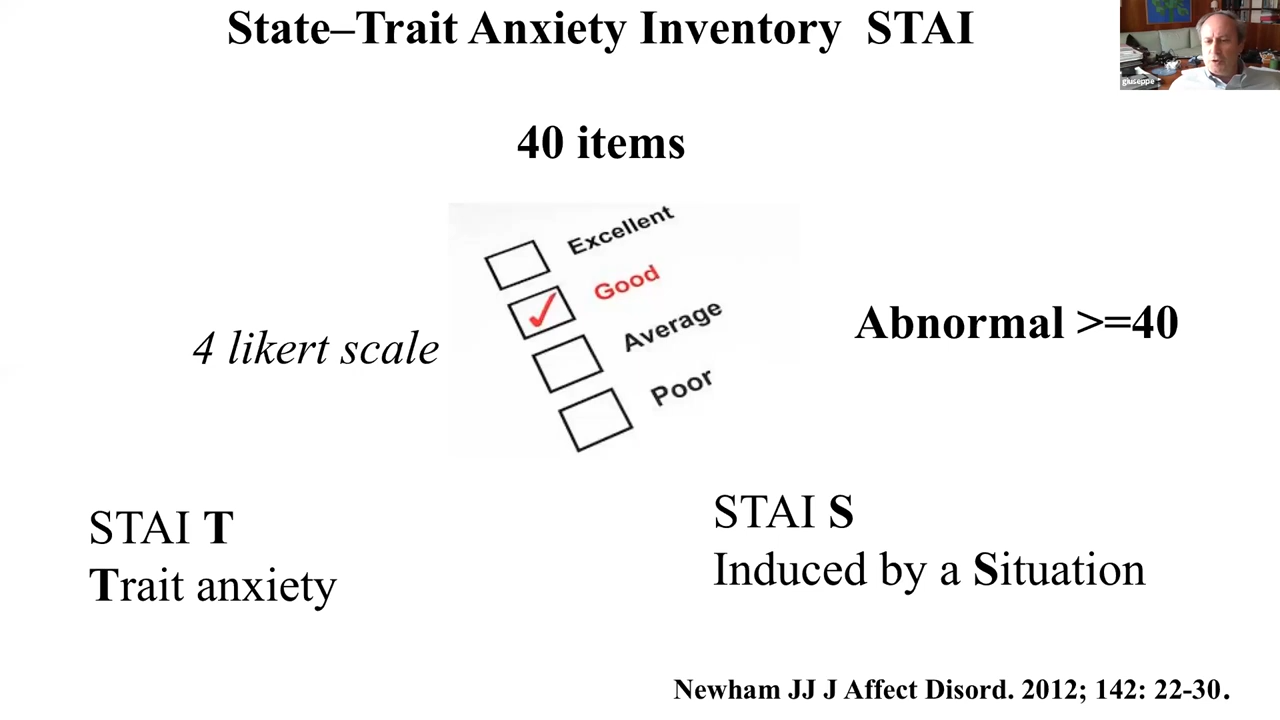 State–Trait Anxiety Inventory STAI
giuseppe
40 items
Excellent
Good
Average
Poor
4 likert scale
Abnormal >=40
STAI T
Trait anxiety
STAI S
Induced by a Situation
Newham JJ J Affect Disord. 2012; 142: 22-30.